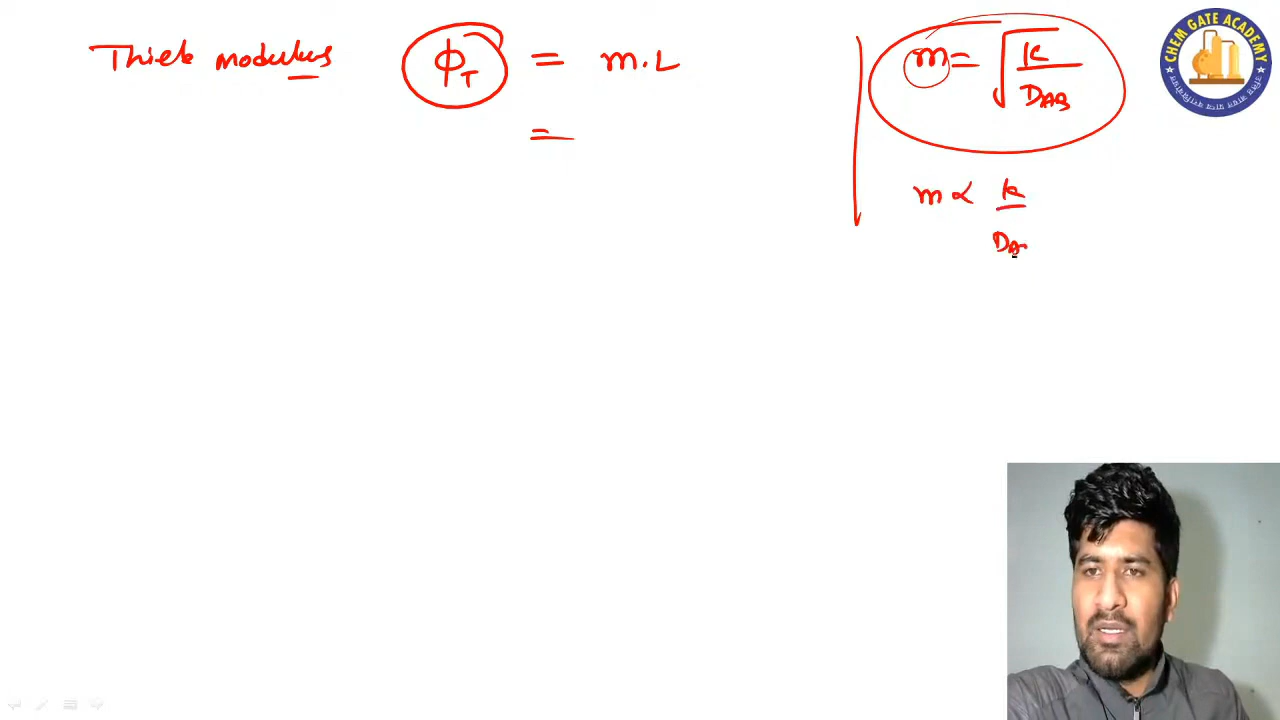 Thiele modulus ϕT = m.L
=
m = √k/DAB
m ∝ k/DAB
CHEM GATE ACADEMY